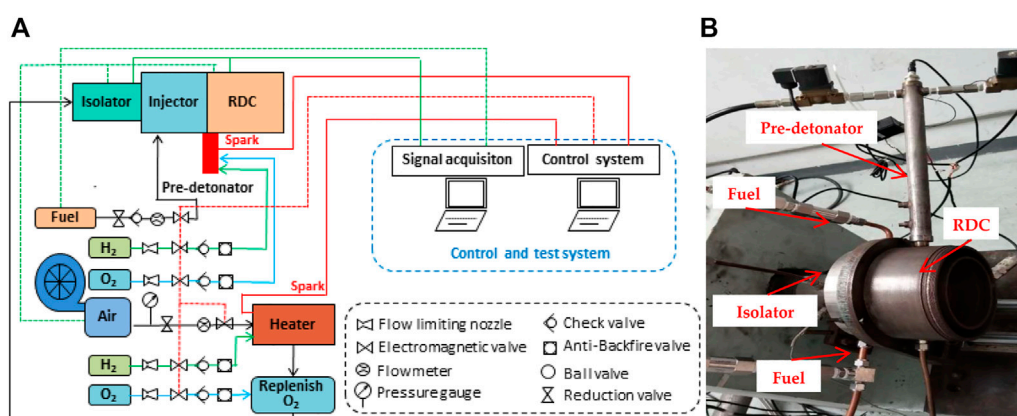 A
Isolator
Injector
RDC
Spark
Pre-detonator
Fuel
H2
O2
Air
H2
O2
Spark
Heater
Replenish
O2
Signal acquisiton
Control system
Control and test system
Flow limiting nozzle
Electromagnetic valve
Flowmeter
Pressure gauge
Check valve
Anti-Backfire valve
Ball valve
Reduction valve
B
Pre-detonator
Fuel
RDC
Isolator
Fuel